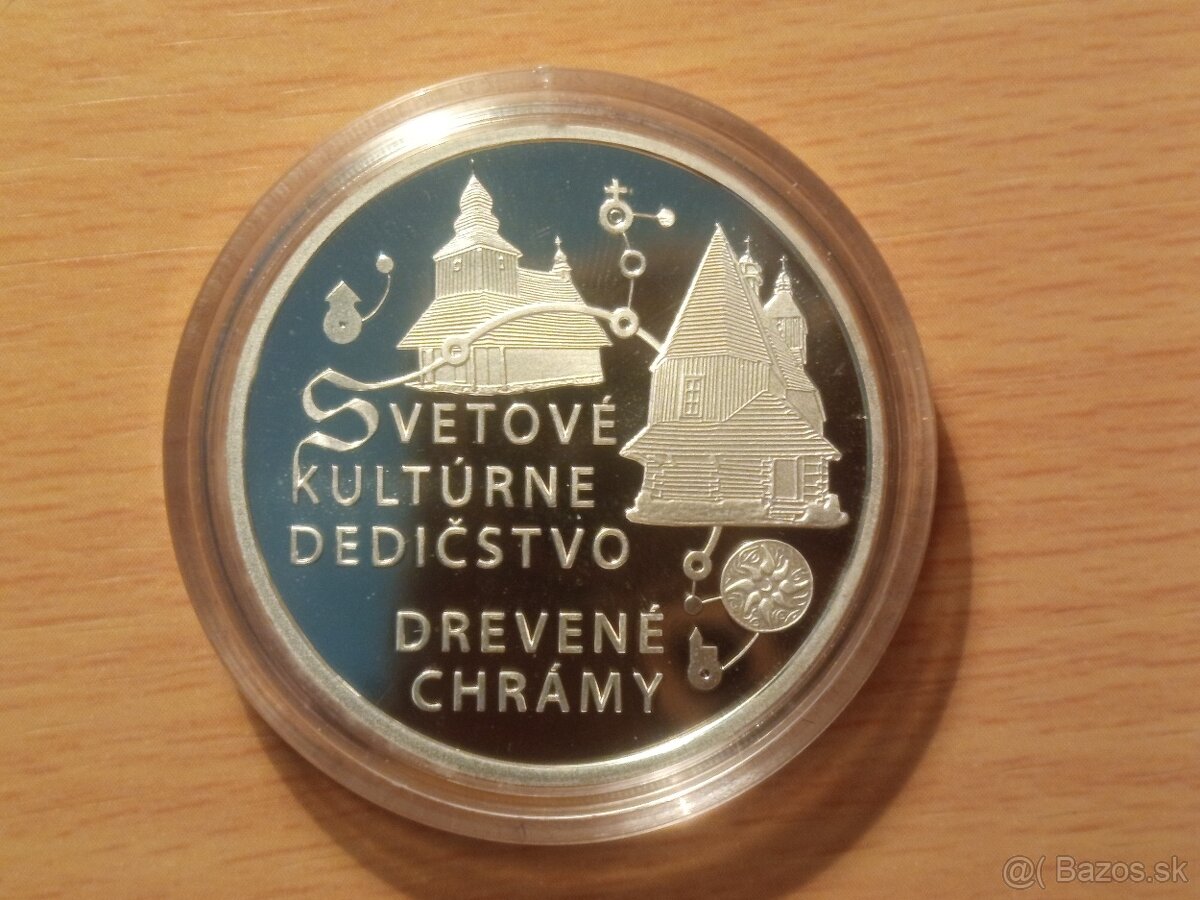 SVETOVÉ
KULTÚRNE
DEDIČSTVO
DREVENÉ
CHRÁMY
@( Bazos.sk